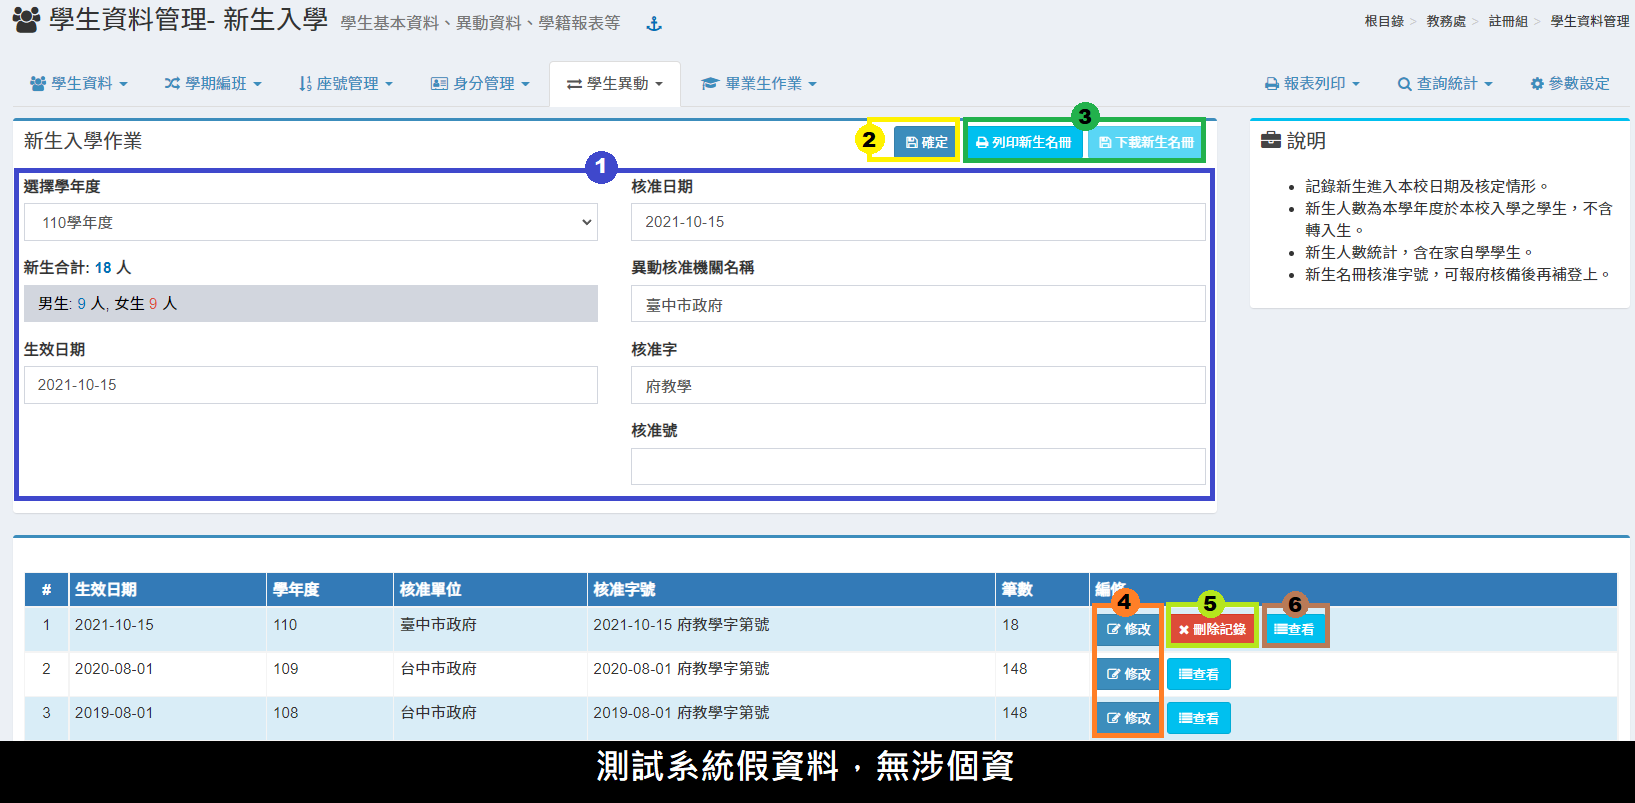 學生資料管理- 新生入學 學生基本資料、異動資料、學籍報表等
根目錄 > 教務處 > 註冊組 > 學生資料管理
學生資料 學期編班 座號管理 身分管理 學生異動 畢業生作業 報表列印 查詢統計 參數設定
新生入學作業
2 確定 3 列印新生名冊 下載新生名冊
1
選擇學年度
110學年度
新生合計: 18 人
男生: 9 人, 女生 9 人
生效日期
2021-10-15
核准日期
2021-10-15
異動核准機關名稱
臺中市政府
核准字
府教學
核准號
說明
記錄新生進入本校日期及核定情形。
新生人數為本學年度於本校入學之學生，不含
轉入生。
新生人數統計，含在家自學學生。
新生名冊核准字號，可報府核備後再補登上。
# 生效日期 學年度 核准單位 核准字號 筆數 編修
4 5 6
1 2021-10-15 110 臺中市政府 2021-10-15 府教學字第號 18 修改 刪除記錄 查看
2 2020-08-01 109 台中市政府 2020-08-01 府教學字第號 148 修改 查看
3 2019-08-01 108 台中市政府 2019-08-01 府教學字第號 148 修改 查看
測試系統假資料，無涉個資